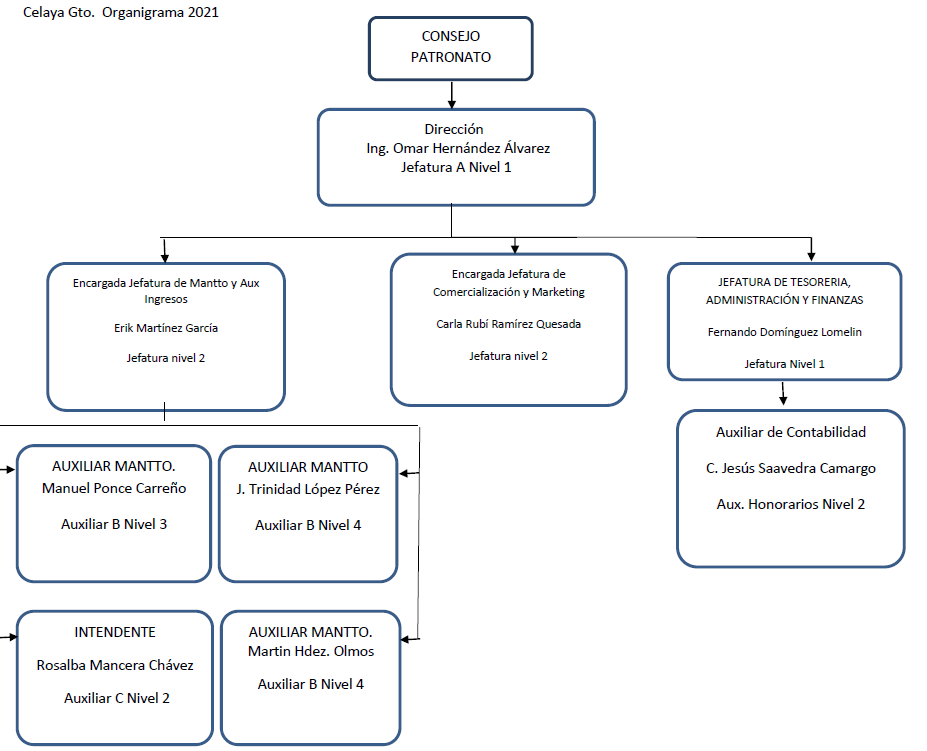 Celaya Gto.  Organigrama 2021
CONSEJO
PATRONATO
Dirección
Ing. Omar Hernández Álvarez
Jefatura A Nivel 1
Encargada Jefatura de Mantto y Aux
Ingresos
Erik Martínez García
Jefatura nivel 2
Encargada Jefatura de
Comercialización y Marketing
Carla Rubí Ramírez Quesada
Jefatura nivel 2
JEFATURA DE TESORERIA,
ADMINISTRACIÓN Y FINANZAS
Fernando Domínguez Lomelin
Jefatura Nivel 1
AUXILIAR MANTTO.
Manuel Ponce Carreño
Auxiliar B Nivel 3
AUXILIAR MANTTO
J. Trinidad López Pérez
Auxiliar B Nivel 4
Auxiliar de Contabilidad
C. Jesús Saavedra Camargo
Aux. Honorarios Nivel 2
INTENDENTE
Rosalba Mancera Chávez
Auxiliar C Nivel 2
AUXILIAR MANTTO.
Martin Hdez. Olmos
Auxiliar B Nivel 4